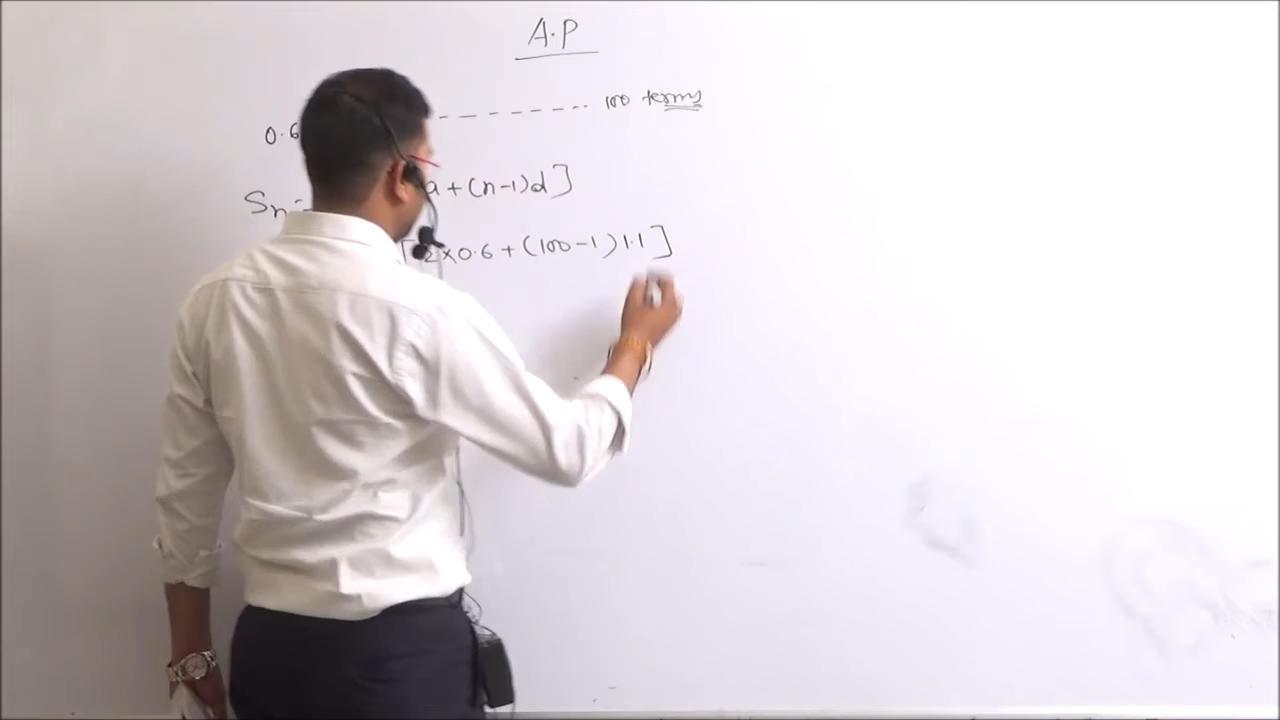 A.P
0.6 - - - - - - - - .. 100 terms
Sn = a + (n-1)d ]
[ 2 × 0.6 + (100 - 1) 1.1 ]